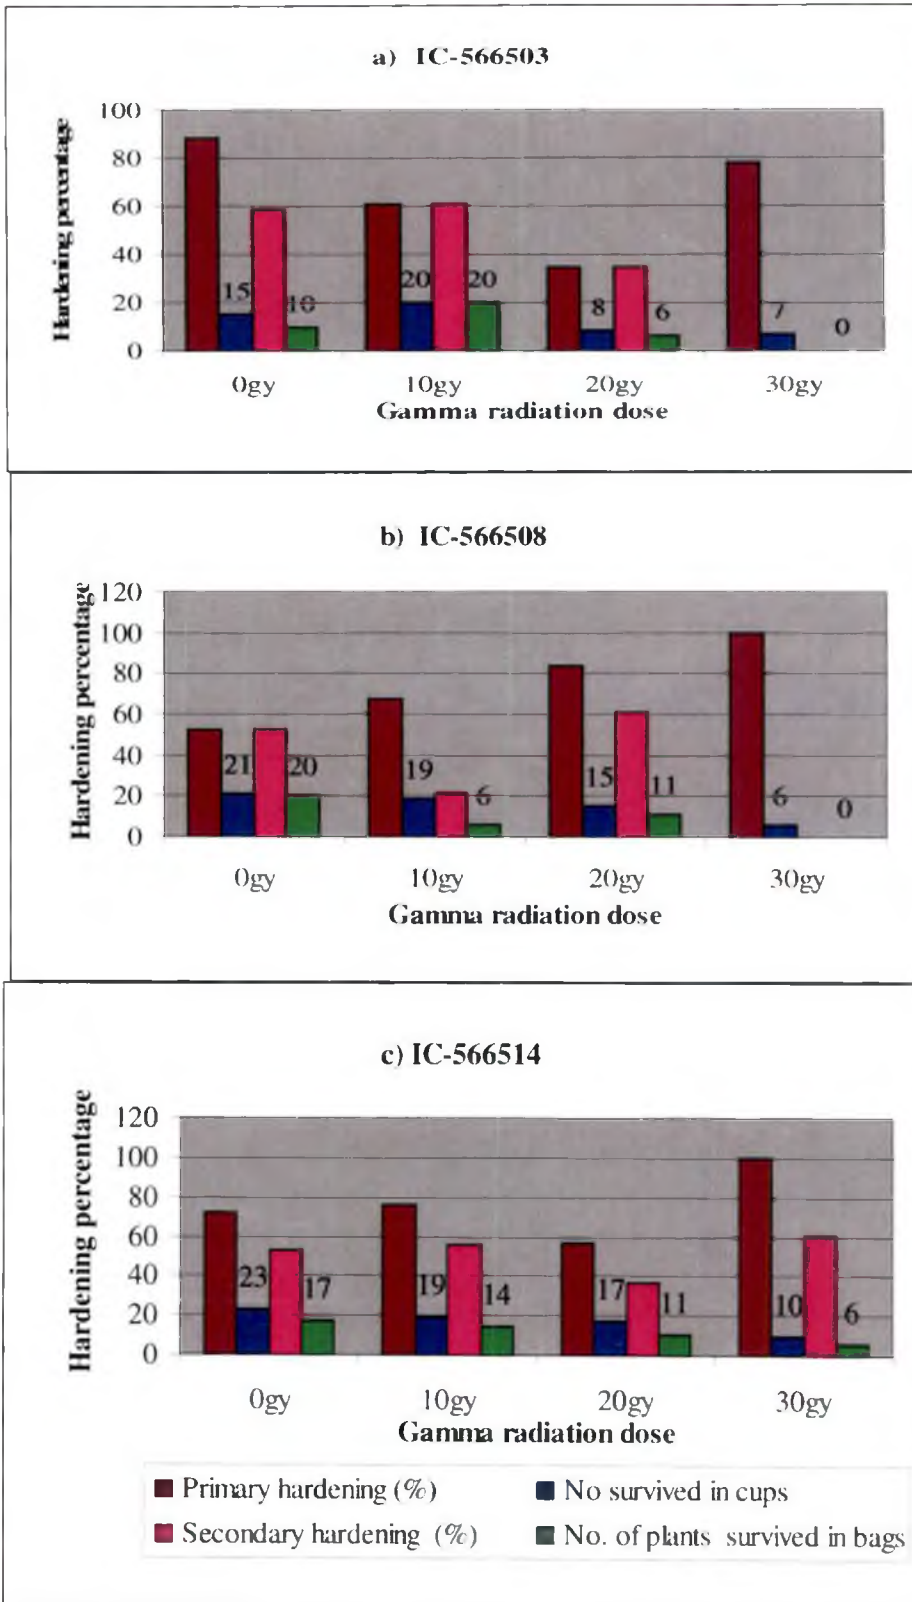 a) IC-566503
Hardening percentage
100
80
60
40
20
0
15 10 20 20 8 6 7 0
0gy 10gy 20gy 30gy
Gamma radiation dose
b) IC-566508
Hardening percentage
120
100
80
60
40
20
0
21 20 19 6 15 11 6 0
0gy 10gy 20gy 30gy
Gamma radiation dose
c) IC-566514
Hardening percentage
120
100
80
60
40
20
0
23 17 19 14 17 11 10 6
0gy 10gy 20gy 30gy
Gamma radiation dose
Primary hardening (%) No survived in cups
Secondary hardening (%) No. of plants survived in bags